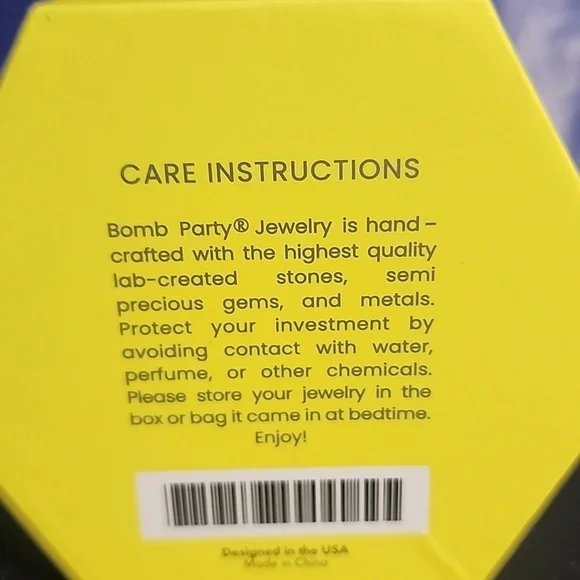 CARE INSTRUCTIONS
Bomb Party® Jewelry is hand-
crafted with the highest quality
lab-created stones, semi
precious gems, and metals.
Protect your investment by
avoiding contact with water,
perfume, or other chemicals.
Please store your jewelry in the
box or bag it came in at bedtime.
Enjoy!
Designed in the USA
Made in China